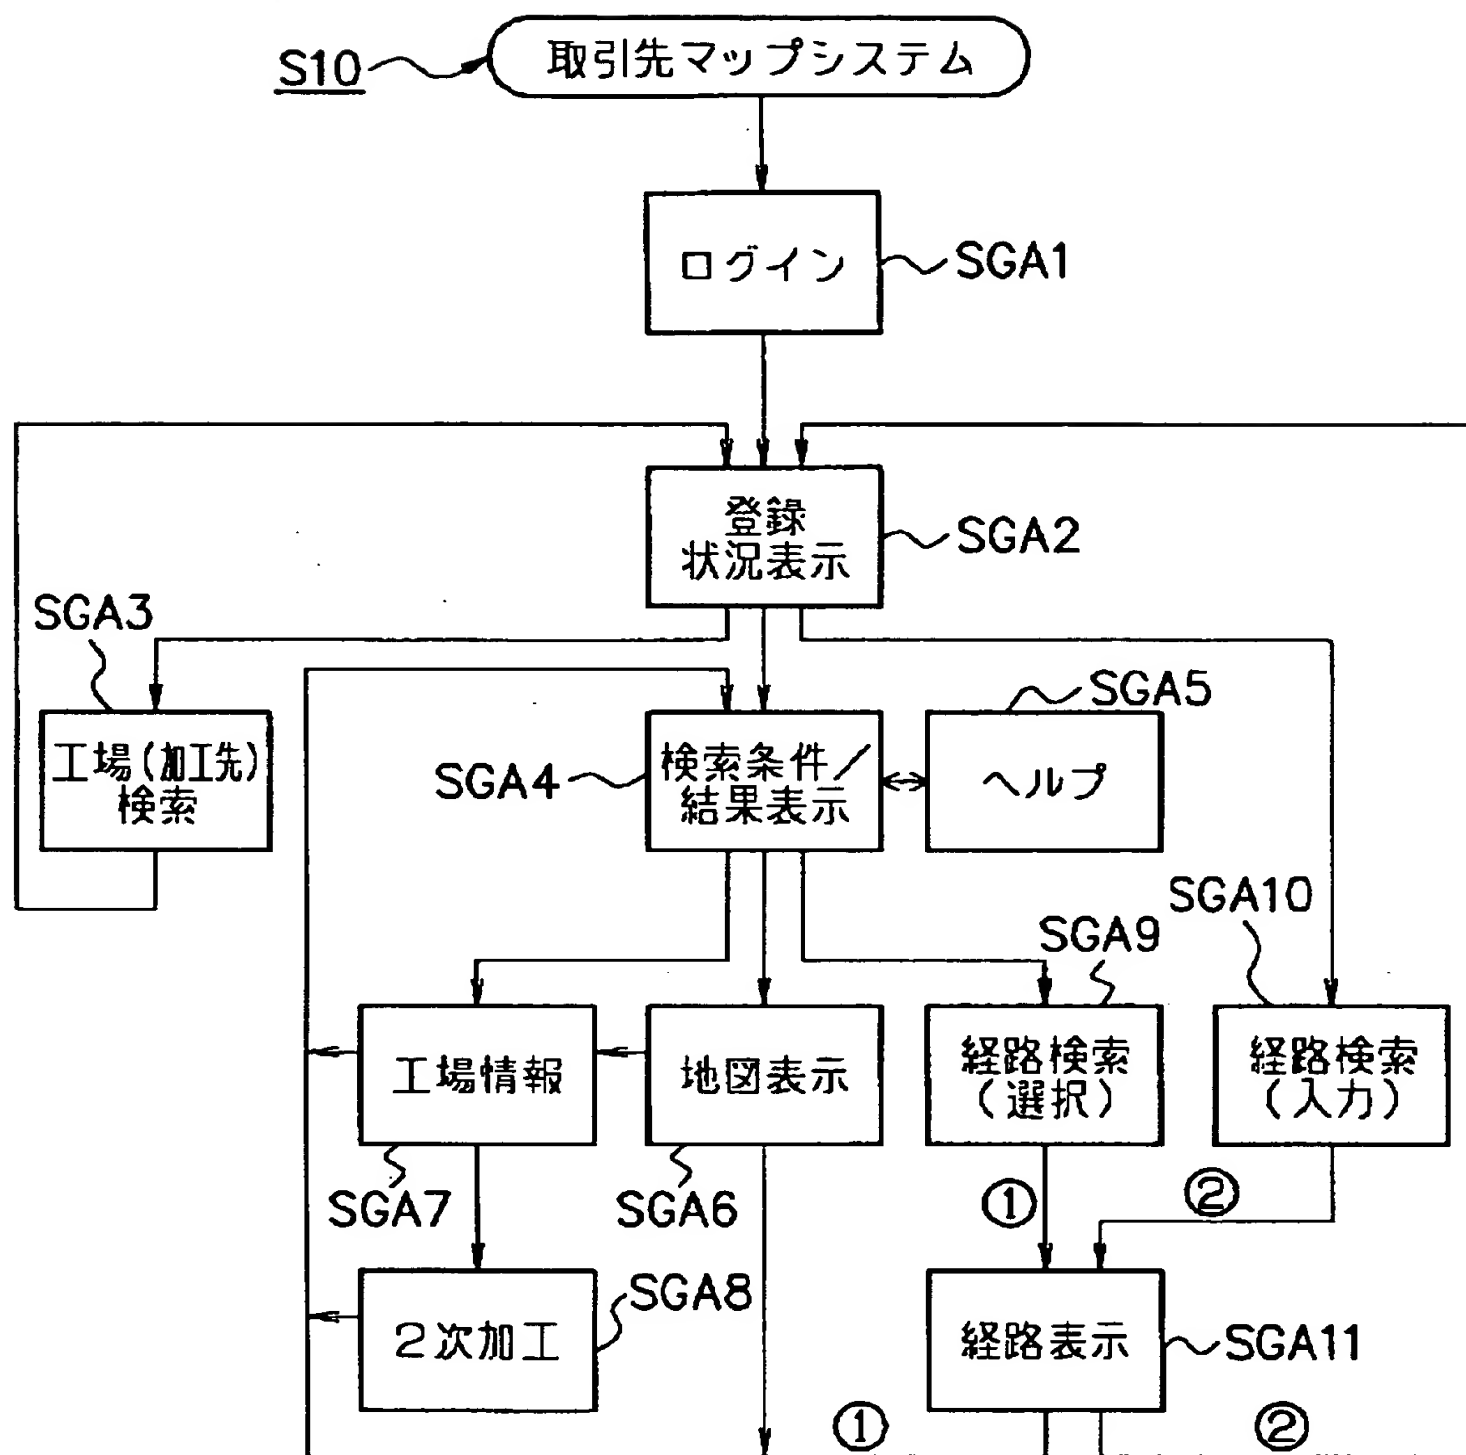 S10
取引先マップシステム
ログイン
SGA1
登録
状況表示
SGA2
SGA3
工場(加工先)
検索
SGA4
検索条件/
結果表示
SGA5
ヘルプ
SGA10
SGA9
工場情報
地図表示
経路検索
(選択)
経路検索
(入力)
SGA7
SGA6
①
②
SGA8
2次加工
経路表示
SGA11
①
②